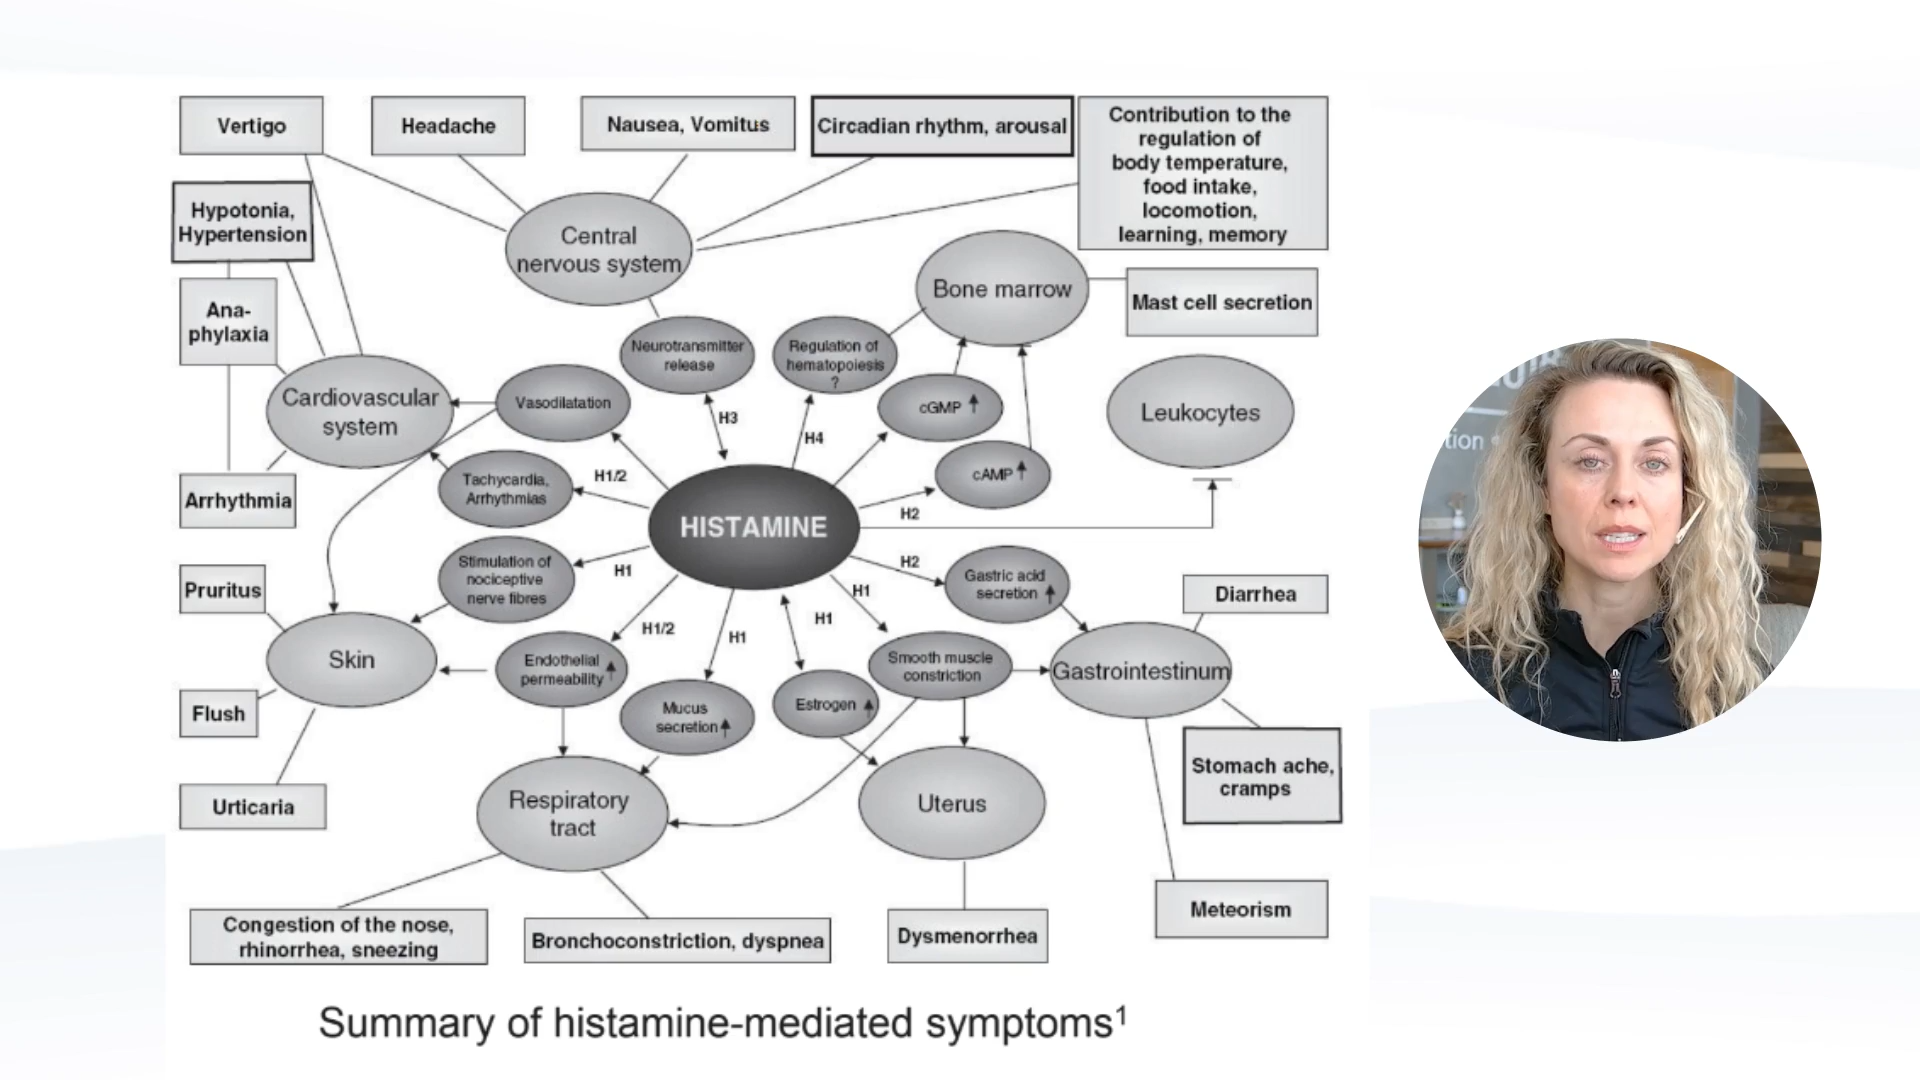 Vertigo
Headache
Nausea, Vomitus
Circadian rhythm, arousal
Contribution to the
regulation of
body temperature,
food intake,
locomotion,
learning, memory
Hypotonia,
Hypertension
Central
nervous system
Bone marrow
Mast cell secretion
Ana-
phylaxia
Neurotransmitter
release
Regulation of
hematopoiesis
?
Cardiovascular
system
Vasodilatation
cGMP ↑
Leukocytes
H3
H4
Tachycardia,
Arrhythmias
H1/2
cAMP ↑
Arrhythmia
HISTAMINE
H2
Stimulation of
nociceptive
nerve fibres
H1
H2
Gastric acid
secretion ↑
Pruritus
H1
Diarrhea
H1/2
H1
H1
Skin
Endothelial
permeability ↑
Smooth muscle
constriction
Gastrointestinum
Flush
Mucus
secretion ↑
Estrogen ↑
Stomach ache,
cramps
Urticaria
Respiratory
tract
Uterus
Meteorism
Congestion of the nose,
rhinorrhea, sneezing
Bronchoconstriction, dyspnea
Dysmenorrhea
Summary of histamine-mediated symptoms¹